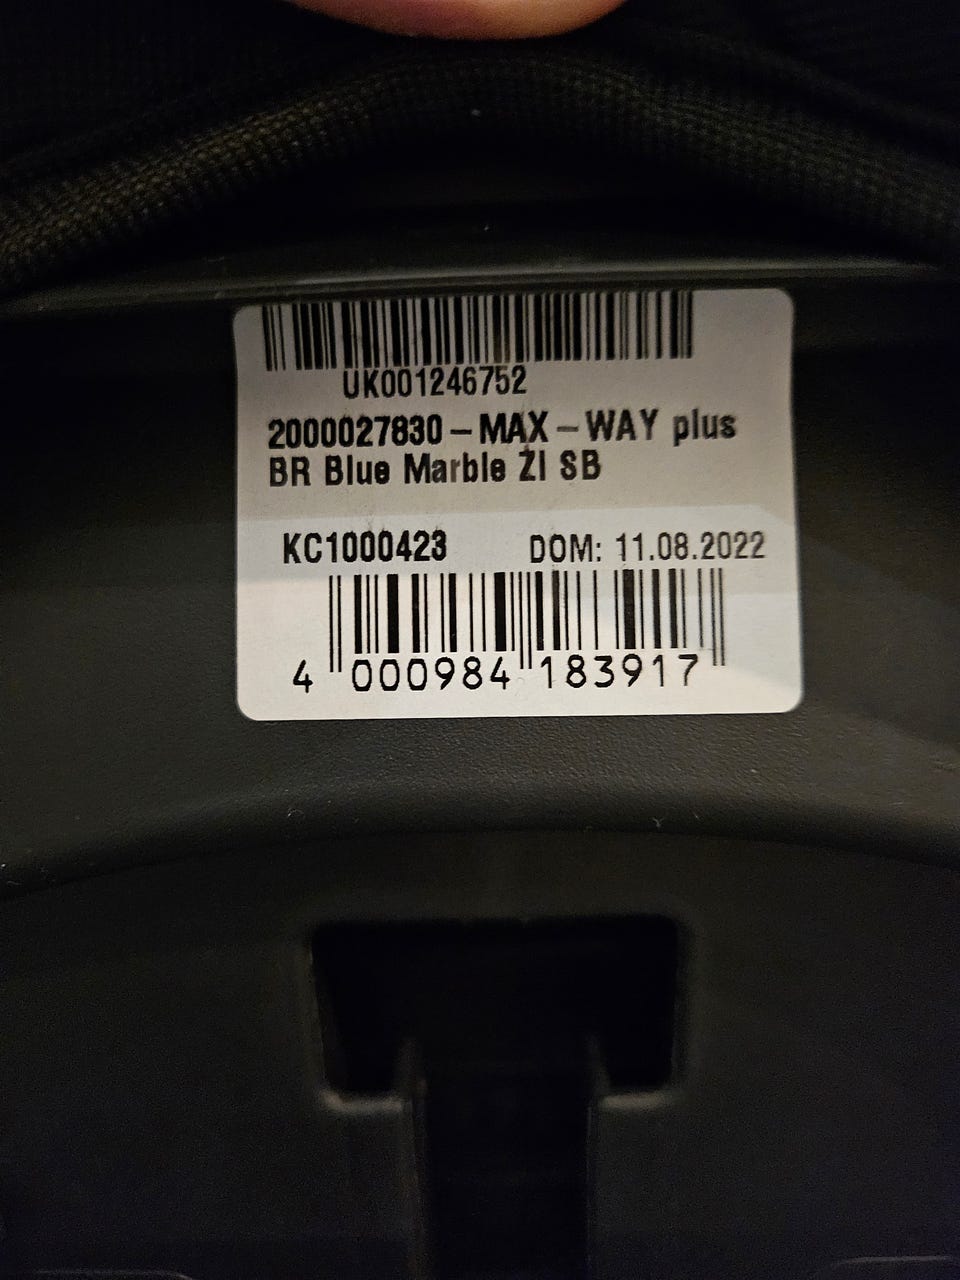 UK001246752
2000027830 – MAX – WAY plus
BR Blue Marble ZI SB
KC1000423 DOM: 11.08.2022
4 000984 183917